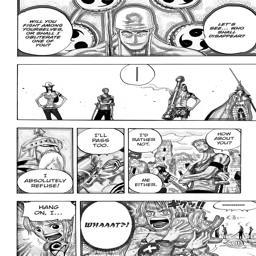 WILL YOU
FIGHT AMONG
YOURSELVES,
OR SHALL I
OBLITERATE
ONE OF
YOU?
LET'S
SEE... WHO
SHALL
DISAPPEAR?
I
ABSOLUTELY
REFUSE!
I'LL
PASS
TOO.
I'D
RATHER
NOT.
ME
EITHER.
HOW
ABOUT
YOU?
HANG
ON, I...
WHAAAT?!